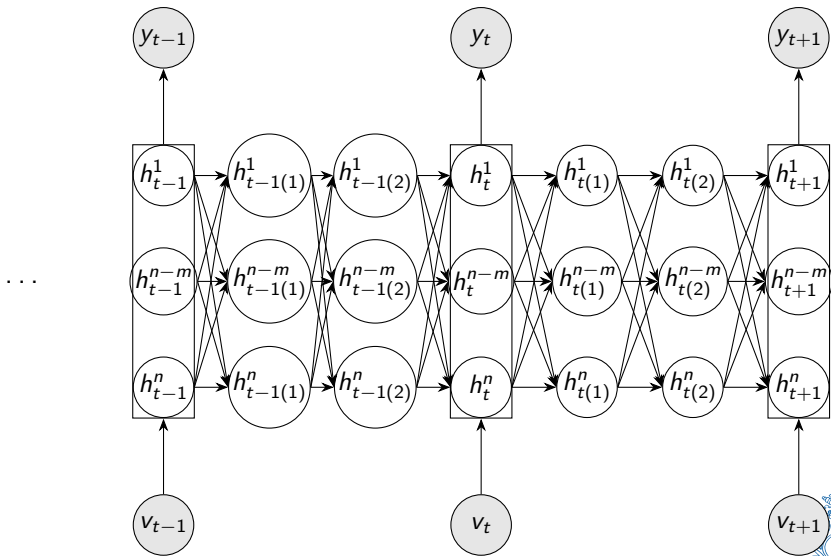 y_{t−1} y_t y_{t+1}
h^1_{t−1} h^1_{t−1(1)} h^1_{t−1(2)} h^1_t h^1_{t(1)} h^1_{t(2)} h^1_{t+1}
. . . h^{n−m}_{t−1} h^{n−m}_{t−1(1)} h^{n−m}_{t−1(2)} h^{n−m}_t h^{n−m}_{t(1)} h^{n−m}_{t(2)} h^{n−m}_{t+1}
h^n_{t−1} h^n_{t−1(1)} h^n_{t−1(2)} h^n_t h^n_{t(1)} h^n_{t(2)} h^n_{t+1}
v_{t−1} v_t v_{t+1}